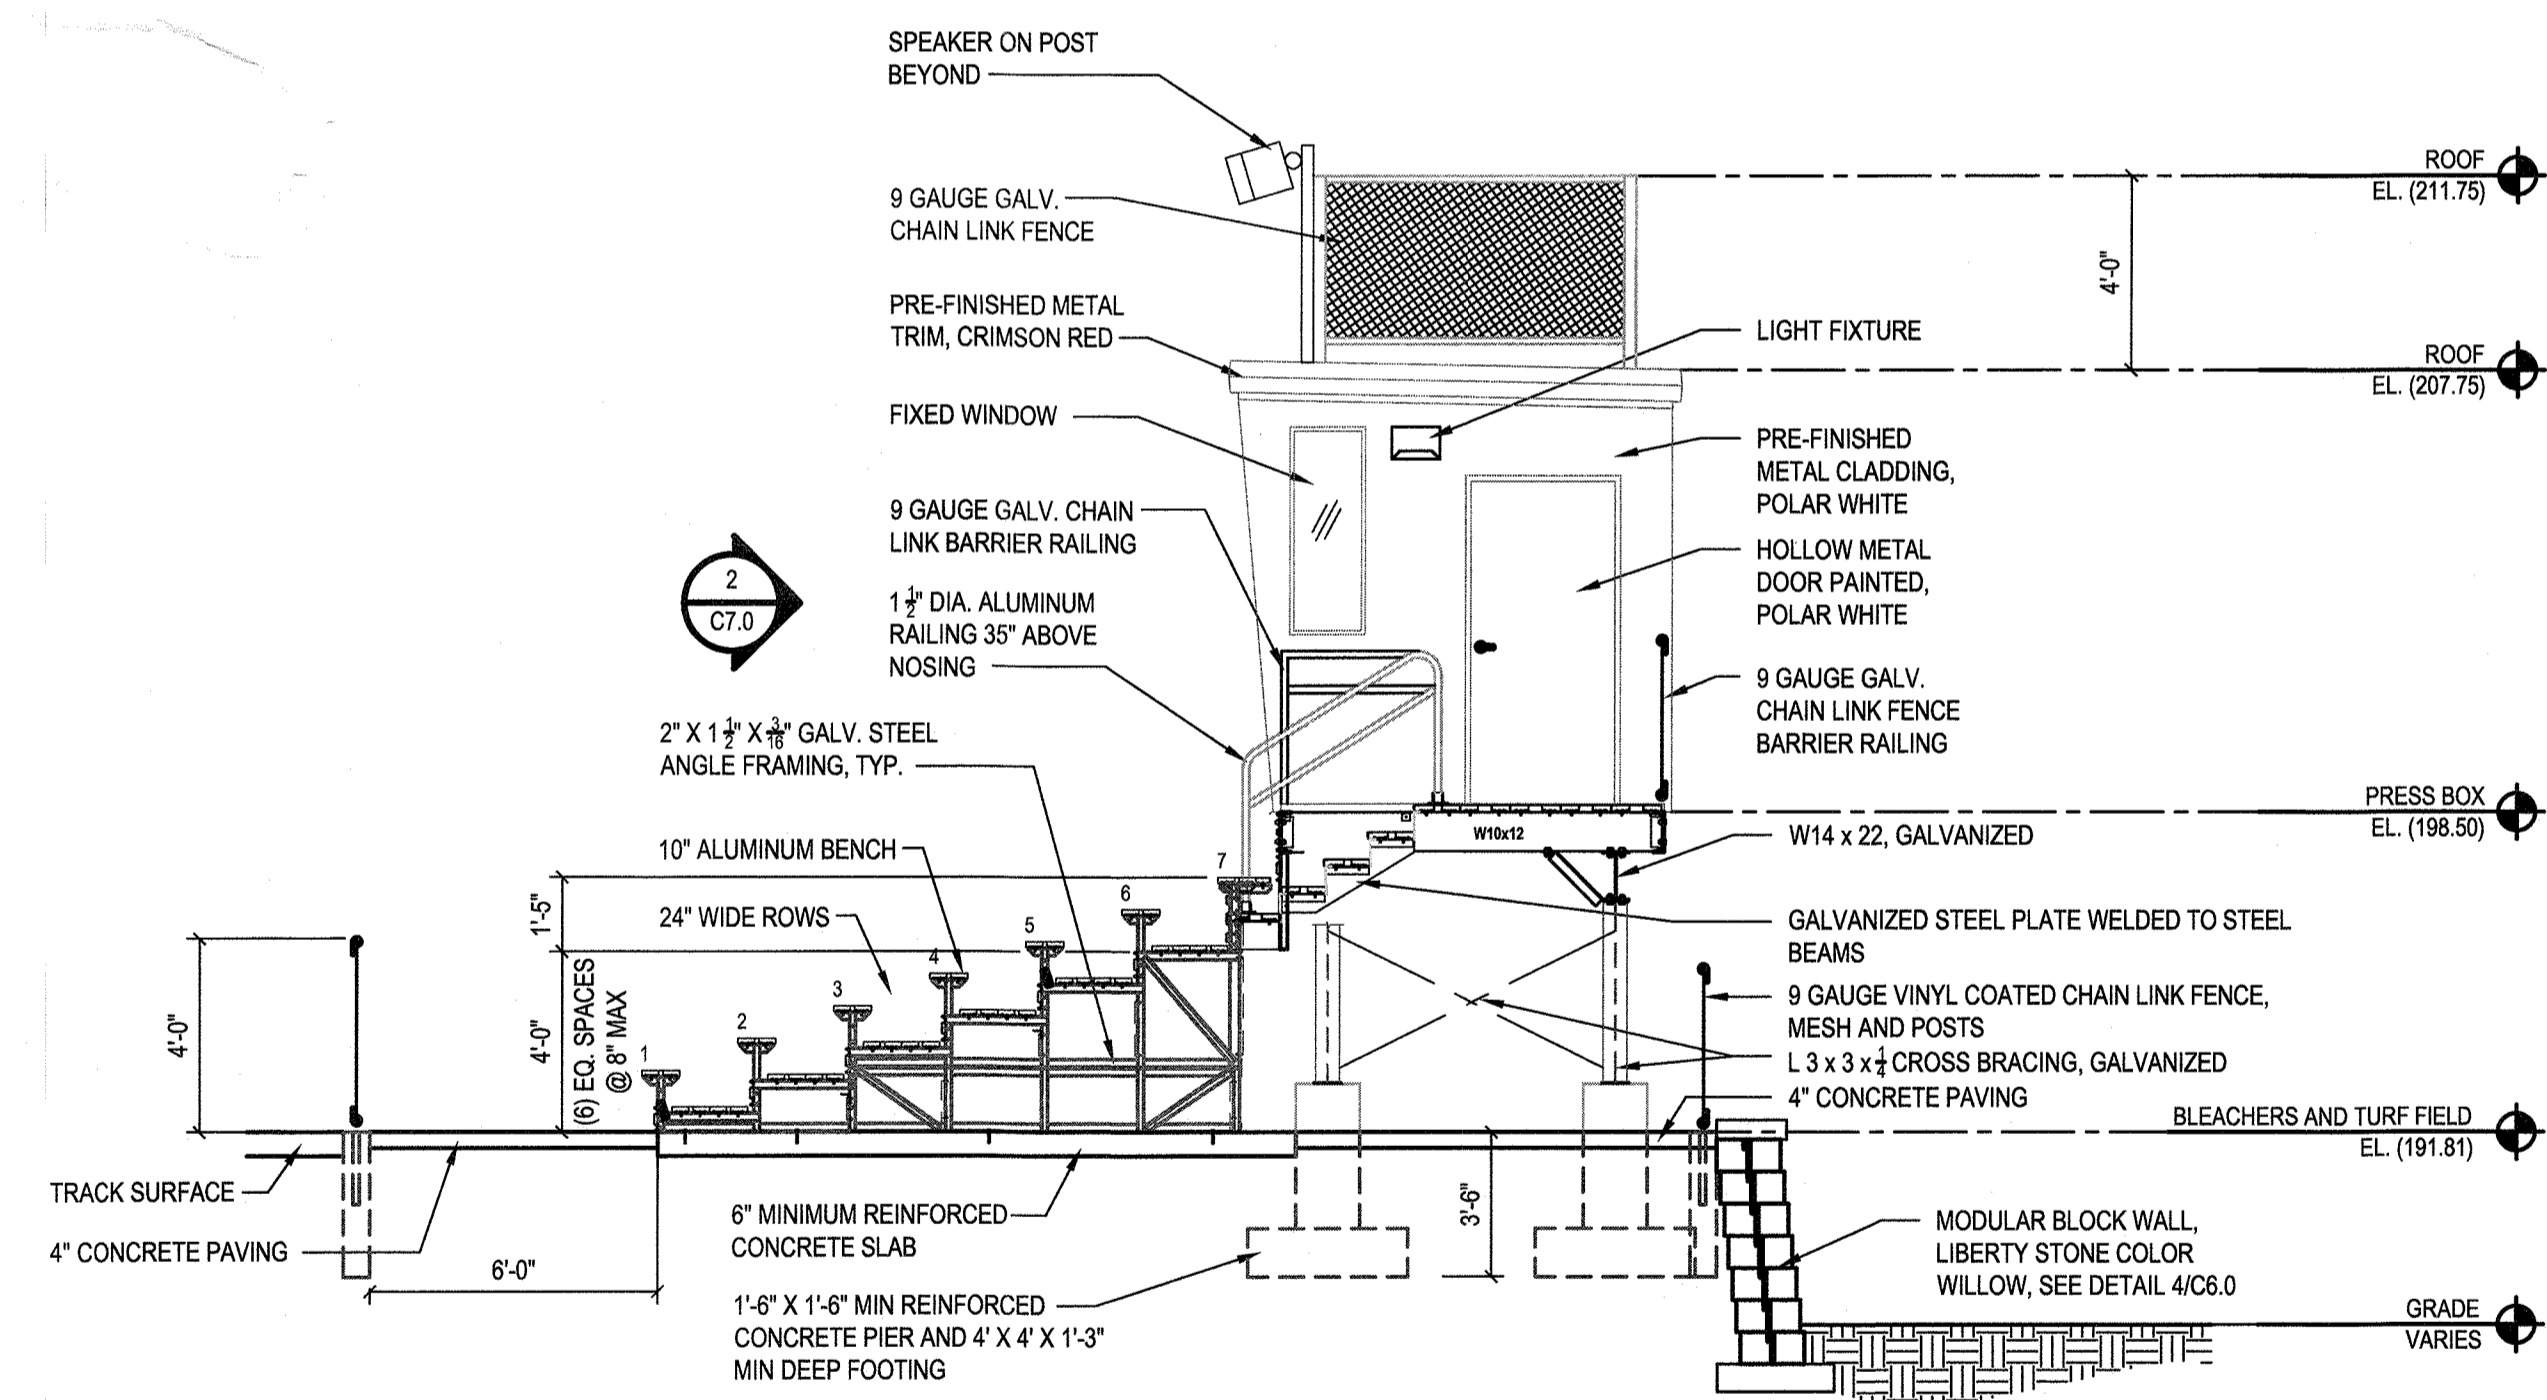 SPEAKER ON POST
BEYOND
9 GAUGE GALV.
CHAIN LINK FENCE
PRE-FINISHED METAL
TRIM, CRIMSON RED
FIXED WINDOW
9 GAUGE GALV. CHAIN
LINK BARRIER RAILING
1 1/2" DIA. ALUMINUM
RAILING 35" ABOVE
NOSING
2" X 1 1/2" X 3/16" GALV. STEEL
ANGLE FRAMING, TYP.
10" ALUMINUM BENCH
24" WIDE ROWS
2
C7.0
ROOF
EL. (211.75)
4'-0"
ROOF
EL. (207.75)
LIGHT FIXTURE
PRE-FINISHED
METAL CLADDING,
POLAR WHITE
HOLLOW METAL
DOOR PAINTED,
POLAR WHITE
9 GAUGE GALV.
CHAIN LINK FENCE
BARRIER RAILING
PRESS BOX
EL. (198.50)
W10x12
W14 x 22, GALVANIZED
GALVANIZED STEEL PLATE WELDED TO STEEL
BEAMS
9 GAUGE VINYL COATED CHAIN LINK FENCE,
MESH AND POSTS
L 3 x 3 x 1/4 CROSS BRACING, GALVANIZED
4" CONCRETE PAVING
BLEACHERS AND TURF FIELD
EL. (191.81)
1
2
3
4
5
6
7
1'-5"
4'-0"
4'-0"
(6) EQ. SPACES
@ 8" MAX
TRACK SURFACE
4" CONCRETE PAVING
6'-0"
6" MINIMUM REINFORCED
CONCRETE SLAB
1'-6" X 1'-6" MIN REINFORCED
CONCRETE PIER AND 4' X 4' X 1'-3"
MIN DEEP FOOTING
3'-6"
MODULAR BLOCK WALL,
LIBERTY STONE COLOR
WILLOW, SEE DETAIL 4/C6.0
GRADE
VARIES